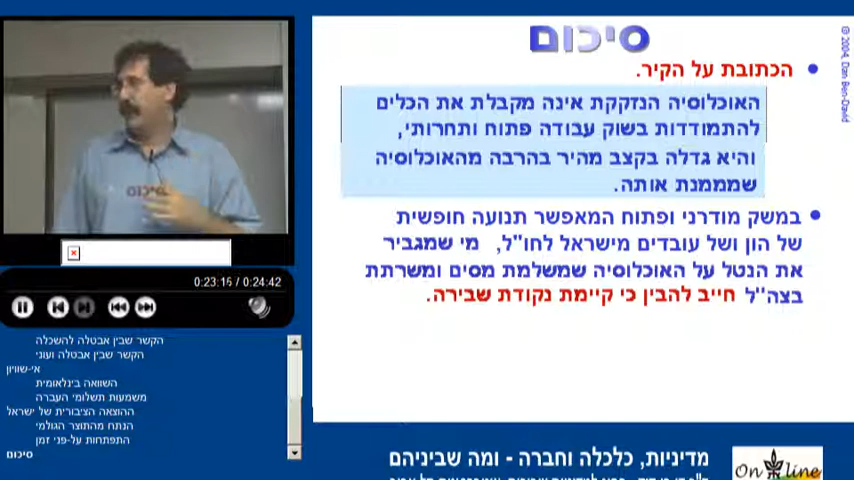 סיכום
הכתובת על הקיר.
האוכלוסיה הנזקקת אינה מקבלת את הכלים
להתמודדות בשוק עבודה פתוח ותחרותי,
והיא גדלה בקצב מהיר בהרבה מהאוכלוסיה
שמממנת אותה.
במשק מודרני ופתוח המאפשר תנועה חופשית
של הון ושל עובדים מישראל לחו"ל, מי שמגביר
את הנטל על האוכלוסיה שמשלמת מסים ומשרתת
בצה"ל חייב להבין כי קיימת נקודת שבירה.
© 2004, Dan Ben-David
סיכום
0:23:16 / 0:24:42
הקשר שבין אבטלה להשכלה
הקשר שבין אבטלה ועוני
אי-שוויון
השוואה בינלאומית
משמעות תשלומי העברה
ההוצאה הציבורית של ישראל
הנתח מהתוצר הגולמי
התפתחות על-פני זמן
סיכום
מדיניות, כלכלה וחברה - ומה שביניהם
On line